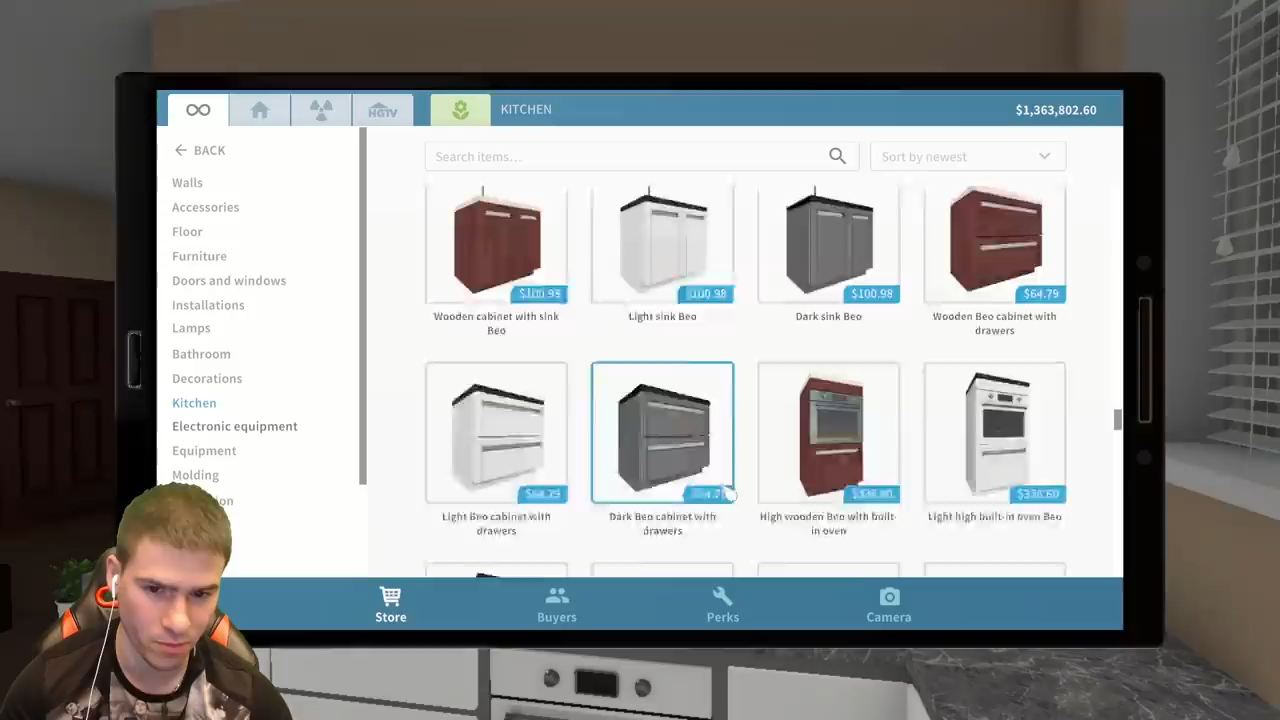 HGTV
KITCHEN
$1,363,802.60
BACK
Search items...
Sort by newest
Walls
Accessories
Floor
Furniture
Doors and windows
Installations
Lamps
Bathroom
Decorations
Kitchen
Electronic equipment
Equipment
Molding
$100.98
$100.98
$64.79
Wooden cabinet with sink
Beo
Light sink Beo
Dark sink Beo
Wooden Beo cabinet with
drawers
$64.79
Light Beo cabinet with
drawers
Dark Beo cabinet with
drawers
High wooden Beo with built-
in oven
Light high built-in oven Beo
Store
Buyers
Perks
Camera